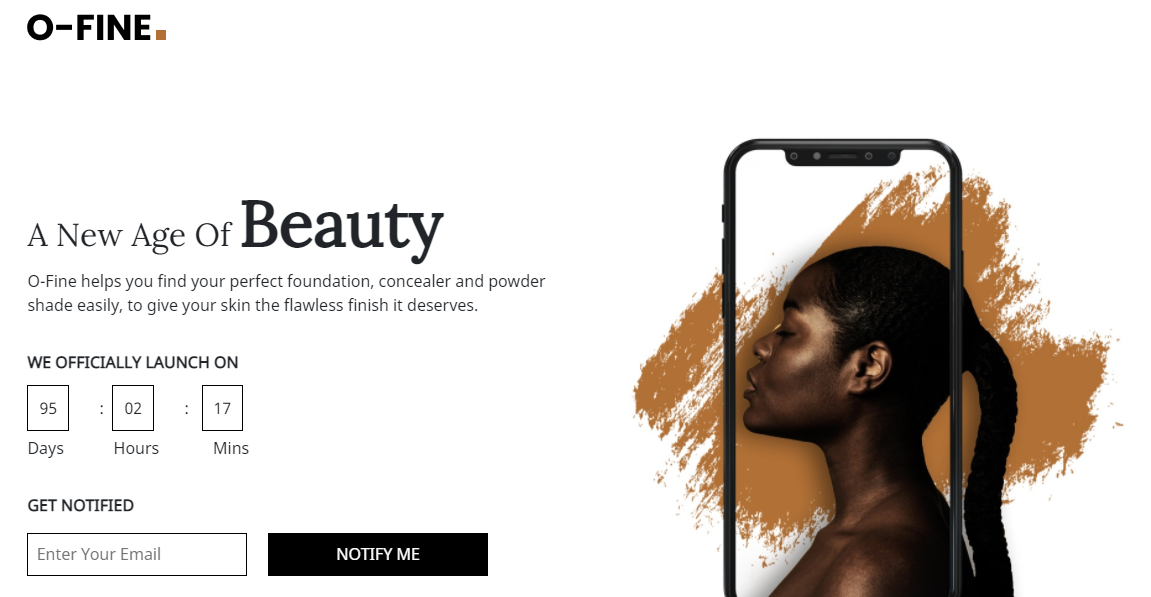 O-FINE
A New Age Of Beauty
O-Fine helps you find your perfect foundation, concealer and powder
shade easily, to give your skin the flawless finish it deserves.
WE OFFICIALLY LAUNCH ON
95 : 02 : 17
Days Hours Mins
GET NOTIFIED
Enter Your Email NOTIFY ME